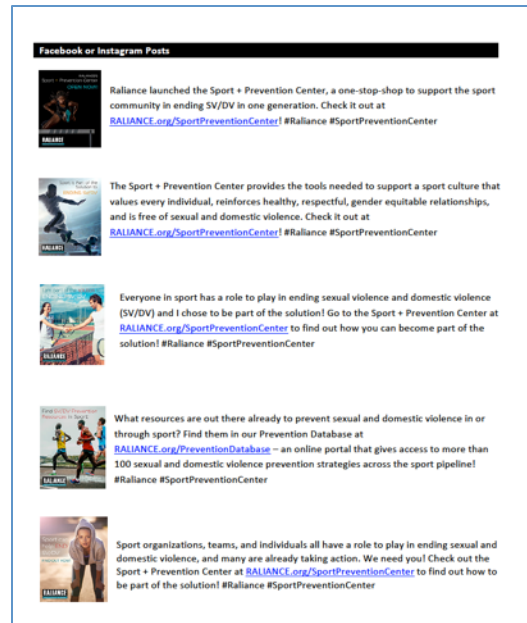 Facebook or Instagram Posts
Sport + Prevention Center
RALIANCE
Raliance launched the Sport + Prevention Center, a one-stop-shop to support the sport
community in ending SV/DV in one generation. Check it out at
RALIANCE.org/SportPreventionCenter! #Raliance #SportPreventionCenter
RALIANCE
The Sport + Prevention Center provides the tools needed to support a sport culture that
values every individual, reinforces healthy, respectful, gender equitable relationships,
and is free of sexual and domestic violence. Check it out at
RALIANCE.org/SportPreventionCenter! #Raliance #SportPreventionCenter
RALIANCE
Everyone in sport has a role to play in ending sexual violence and domestic violence
(SV/DV) and I chose to be part of the solution! Go to the Sport + Prevention Center at
RALIANCE.org/SportPreventionCenter to find out how you can become part of the
solution! #Raliance #SportPreventionCenter
Find SV/DV Prevention
Resources in Sport
RALIANCE
What resources are out there already to prevent sexual and domestic violence in or
through sport? Find them in our Prevention Database at
RALIANCE.org/PreventionDatabase – an online portal that gives access to more than
100 sexual and domestic violence prevention strategies across the sport pipeline!
#Raliance #SportPreventionCenter
RALIANCE
Sport organizations, teams, and individuals all have a role to play in ending sexual and
domestic violence, and many are already taking action. We need you! Check out the
Sport + Prevention Center at RALIANCE.org/SportPreventionCenter to find out how to
be part of the solution! #Raliance #SportPreventionCenter